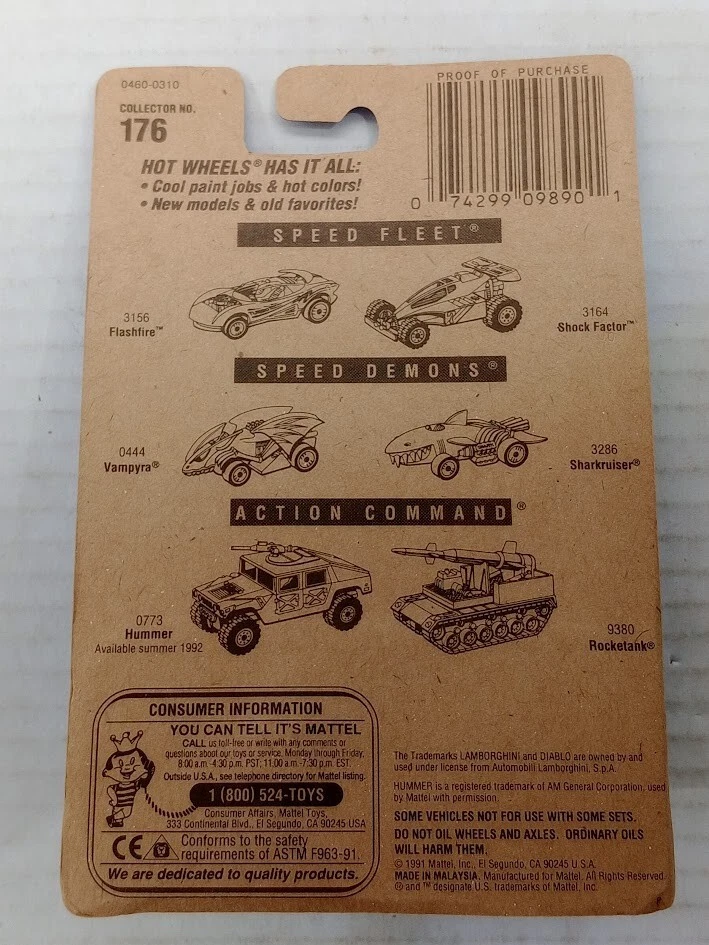 0460-0310
COLLECTOR NO.
176
PROOF OF PURCHASE
0 74299 09890 1
HOT WHEELS® HAS IT ALL:
• Cool paint jobs & hot colors!
• New models & old favorites!
SPEED FLEET®
3156
Flashfire™
3164
Shock Factor™
SPEED DEMONS®
0444
Vampyra®
3286
Sharkruiser®
ACTION COMMAND®
0773
Hummer
Available summer 1992
9380
Rocketank®
CONSUMER INFORMATION
YOU CAN TELL IT'S MATTEL
CALL us toll-free or write with any comments or
questions about our toys or service. Monday through Friday,
8:00 a.m.-4:30 p.m. PST; 11:00 a.m.-7:30 p.m. EST.
Outside U.S.A., see telephone directory for Mattel listing.
1 (800) 524-TOYS
Consumer Affairs, Mattel Toys,
333 Continental Blvd., El Segundo, CA 90245 USA
CE Conforms to the safety
requirements of ASTM F963-91.
We are dedicated to quality products.
The Trademarks LAMBORGHINI and DIABLO are owned by and
used under license from Automobili Lamborghini, S.p.A.
HUMMER is a registered trademark of AM General Corporation, used
by Mattel with permission.
SOME VEHICLES NOT FOR USE WITH SOME SETS.
DO NOT OIL WHEELS AND AXLES. ORDINARY OILS
WILL HARM THEM.
© 1991 Mattel, Inc., El Segundo, CA 90245 U.S.A.
MADE IN MALAYSIA. Manufactured for Mattel. All Rights Reserved.
® and ™ designate U.S. trademarks of Mattel, Inc.